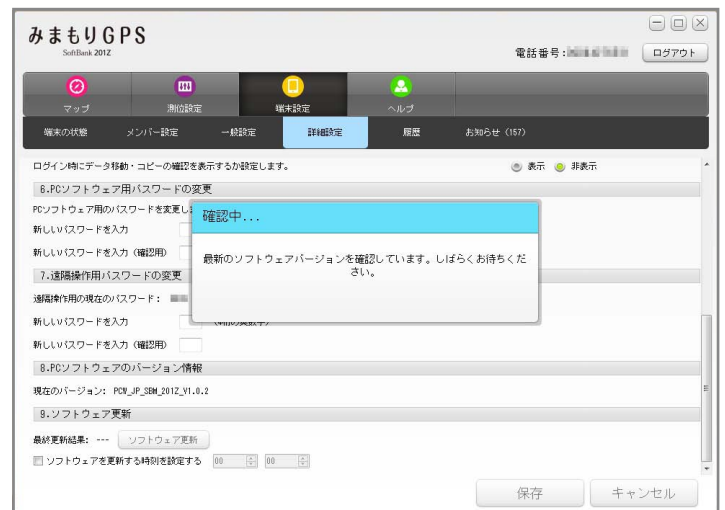 みまもりGPS
SoftBank 201Z
電話番号:
ログアウト
マップ 測位設定 端末設定 ヘルプ
端末の状態 メンバー設定 一般設定 詳細設定 履歴 お知らせ (157)
ログイン時にデータ移動・コピーの確認を表示するか設定します。 表示 非表示
6.PCソフトウェア用パスワードの変更
PCソフトウェア用のパスワードを変更し
新しいパスワードを入力
新しいパスワードを入力 (確認用)
確認中...
最新のソフトウェアバージョンを確認しています。しばらくお待ちくだ
さい。
7.遠隔操作用パスワードの変更
遠隔操作用の現在のパスワード:
新しいパスワードを入力
新しいパスワードを入力 (確認用)
8.PCソフトウェアのバージョン情報
現在のバージョン: PCW_JP_SBM_201Z_V1.0.2
9.ソフトウェア更新
最終更新結果: --- ソフトウェア更新
ソフトウェアを更新する時刻を設定する 00 00
保存 キャンセル